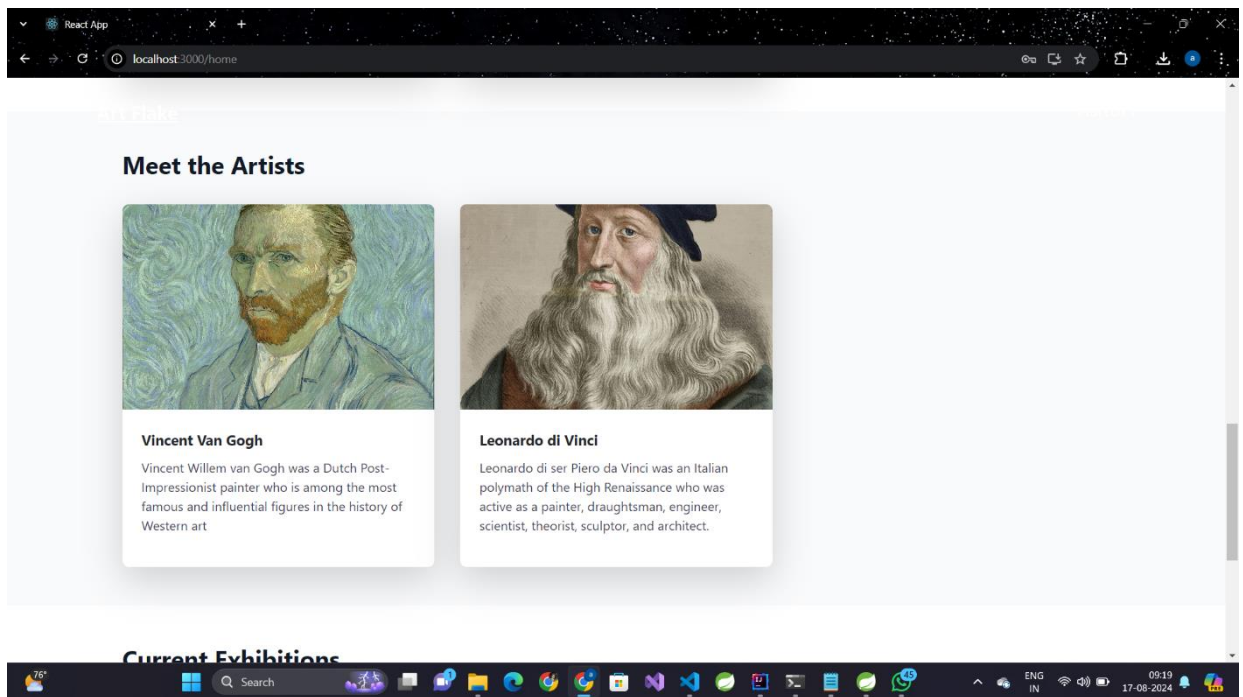 React App
localhost:3000/home
a
Art Flake
Meet the Artists
Vincent Van Gogh
Vincent Willem van Gogh was a Dutch Post-
Impressionist painter who is among the most
famous and influential figures in the history of
Western art
Leonardo di Vinci
Leonardo di ser Piero da Vinci was an Italian
polymath of the High Renaissance who was
active as a painter, draughtsman, engineer,
scientist, theorist, sculptor, and architect.
Current Exhibitions
76°
Search
45
ENG
IN
09:19
17-08-2024